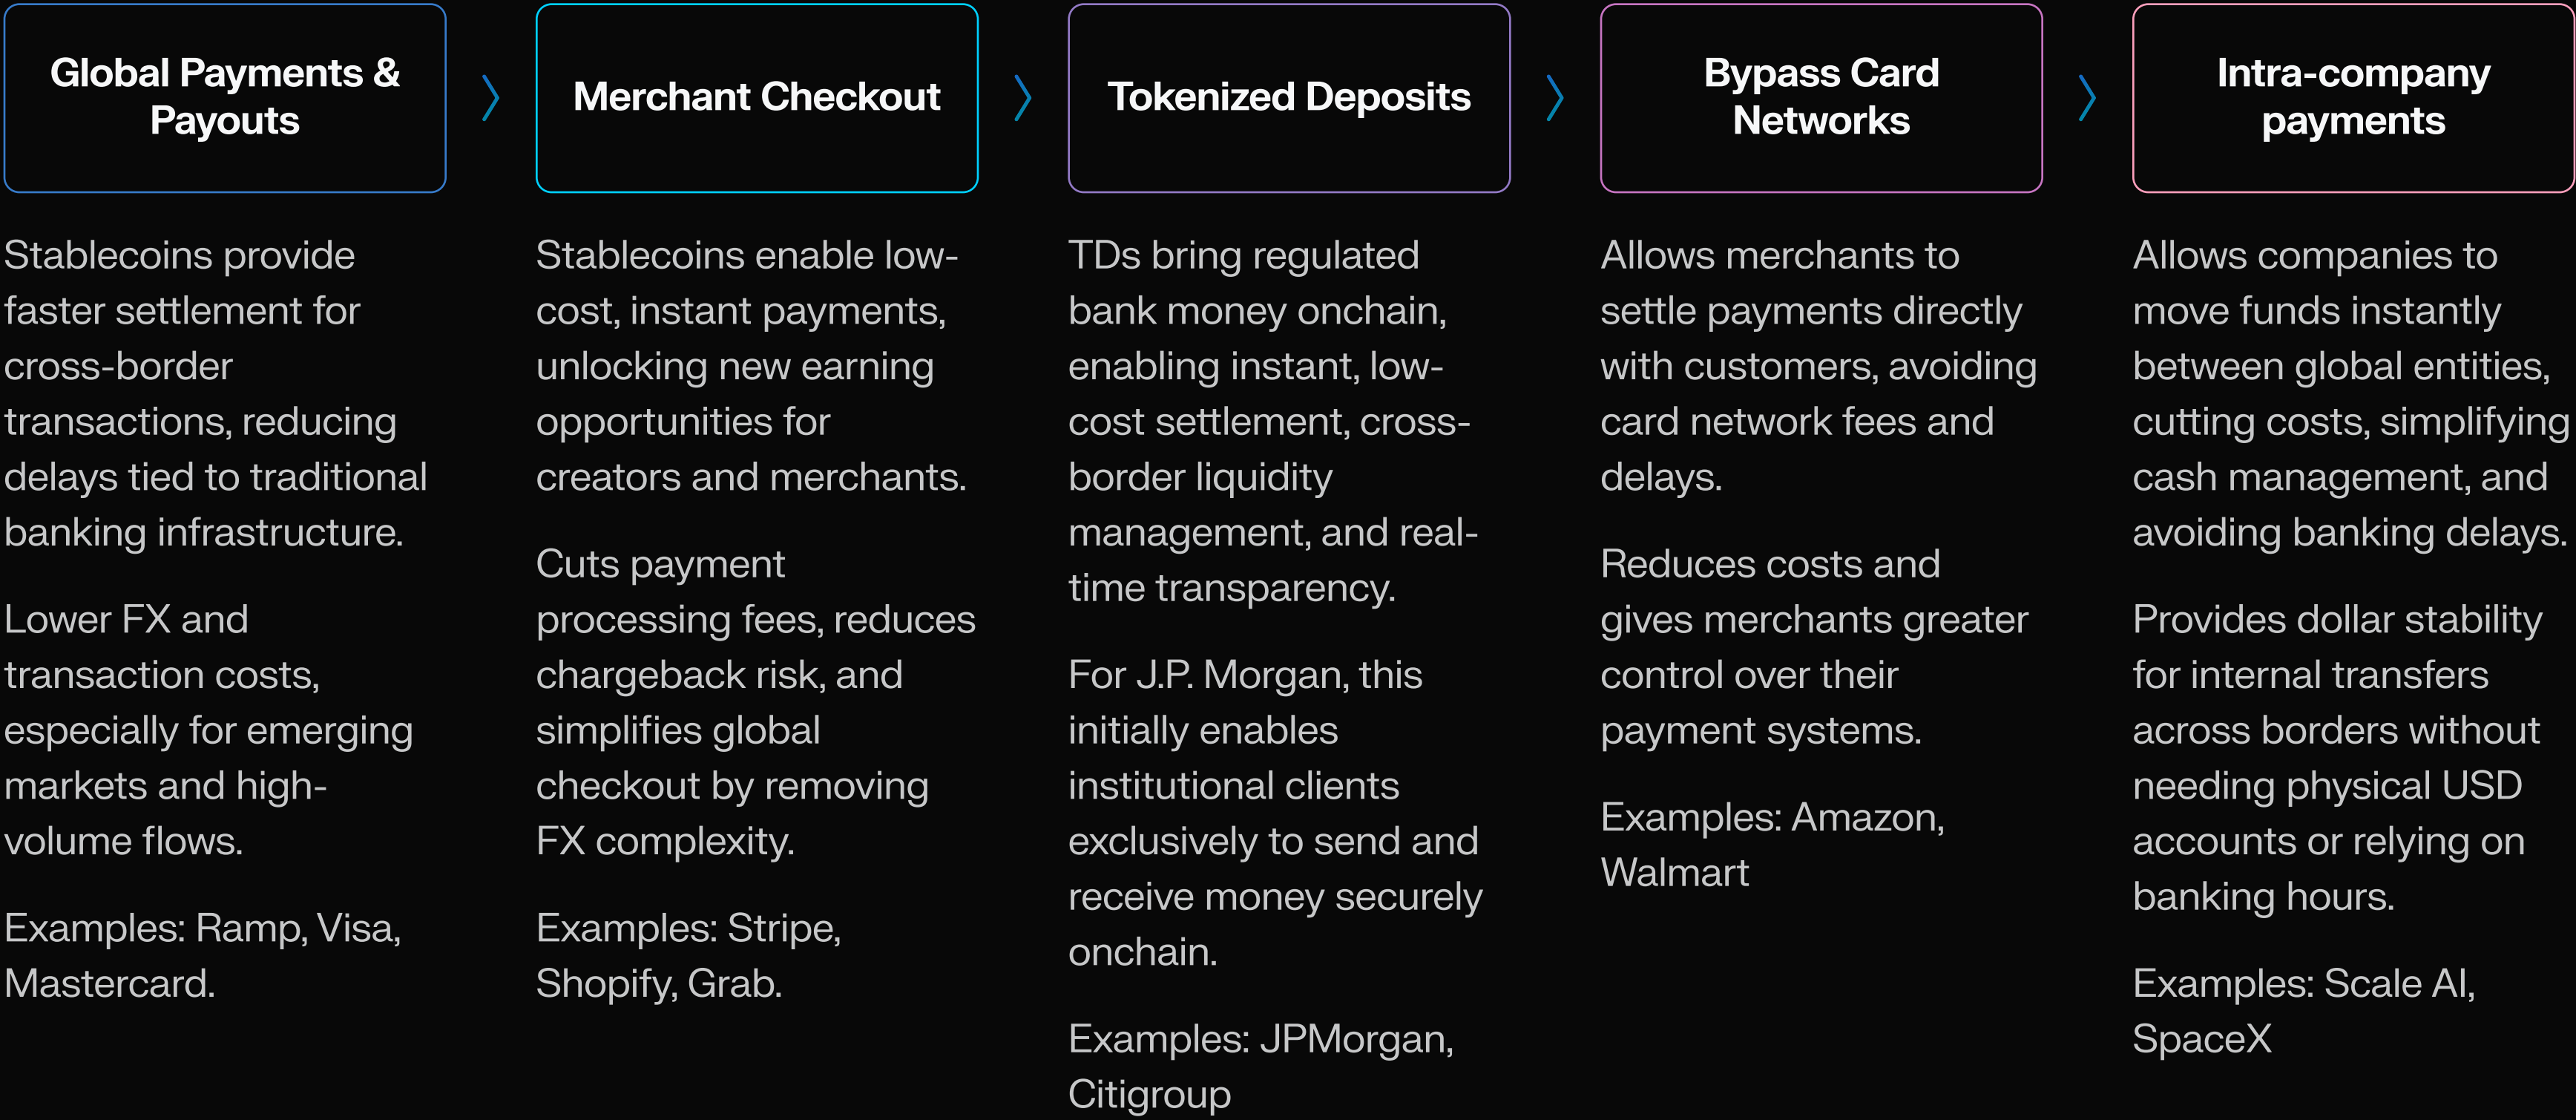 Global Payments &
Payouts
Stablecoins provide
faster settlement for
cross-border
transactions, reducing
delays tied to traditional
banking infrastructure.
Lower FX and
transaction costs,
especially for emerging
markets and high-
volume flows.
Examples: Ramp, Visa,
Mastercard.
Merchant Checkout
Stablecoins enable low-
cost, instant payments,
unlocking new earning
opportunities for
creators and merchants.
Cuts payment
processing fees, reduces
chargeback risk, and
simplifies global
checkout by removing
FX complexity.
Examples: Stripe,
Shopify, Grab.
Tokenized Deposits
TDs bring regulated
bank money onchain,
enabling instant, low-
cost settlement, cross-
border liquidity
management, and real-
time transparency.
For J.P. Morgan, this
initially enables
institutional clients
exclusively to send and
receive money securely
onchain.
Examples: JPMorgan,
Citigroup
Bypass Card
Networks
Allows merchants to
settle payments directly
with customers, avoiding
card network fees and
delays.
Reduces costs and
gives merchants greater
control over their
payment systems.
Examples: Amazon,
Walmart
Intra-company
payments
Allows companies to
move funds instantly
between global entities,
cutting costs, simplifying
cash management, and
avoiding banking delays.
Provides dollar stability
for internal transfers
across borders without
needing physical USD
accounts or relying on
banking hours.
Examples: Scale AI,
SpaceX